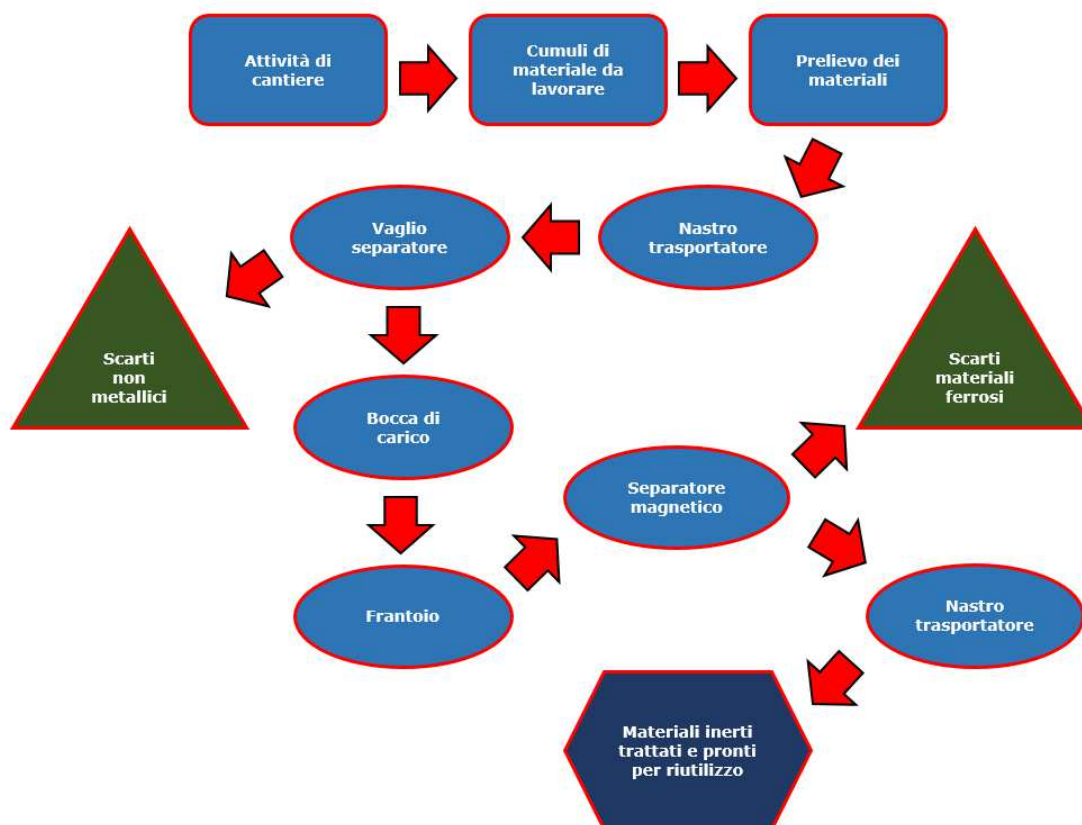 Attività di
cantiere
Cumuli di
materiale da
lavorare
Prelievo dei
materiali
Vaglio
separatore
Nastro
trasportatore
Scarti
non
metallici
Scarti
materiali
ferrosi
Bocca di
carico
Separatore
magnetico
Frantoio
Nastro
trasportatore
Materiali inerti
trattati e pronti
per riutilizzo